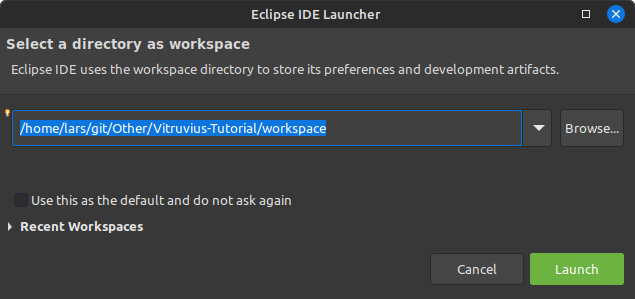 Eclipse IDE Launcher
Select a directory as workspace
Eclipse IDE uses the workspace directory to store its preferences and development artifacts.
/home/lars/git/Other/Vitruvius-Tutorial/workspace
Browse...
Use this as the default and do not ask again
Recent Workspaces
Cancel
Launch